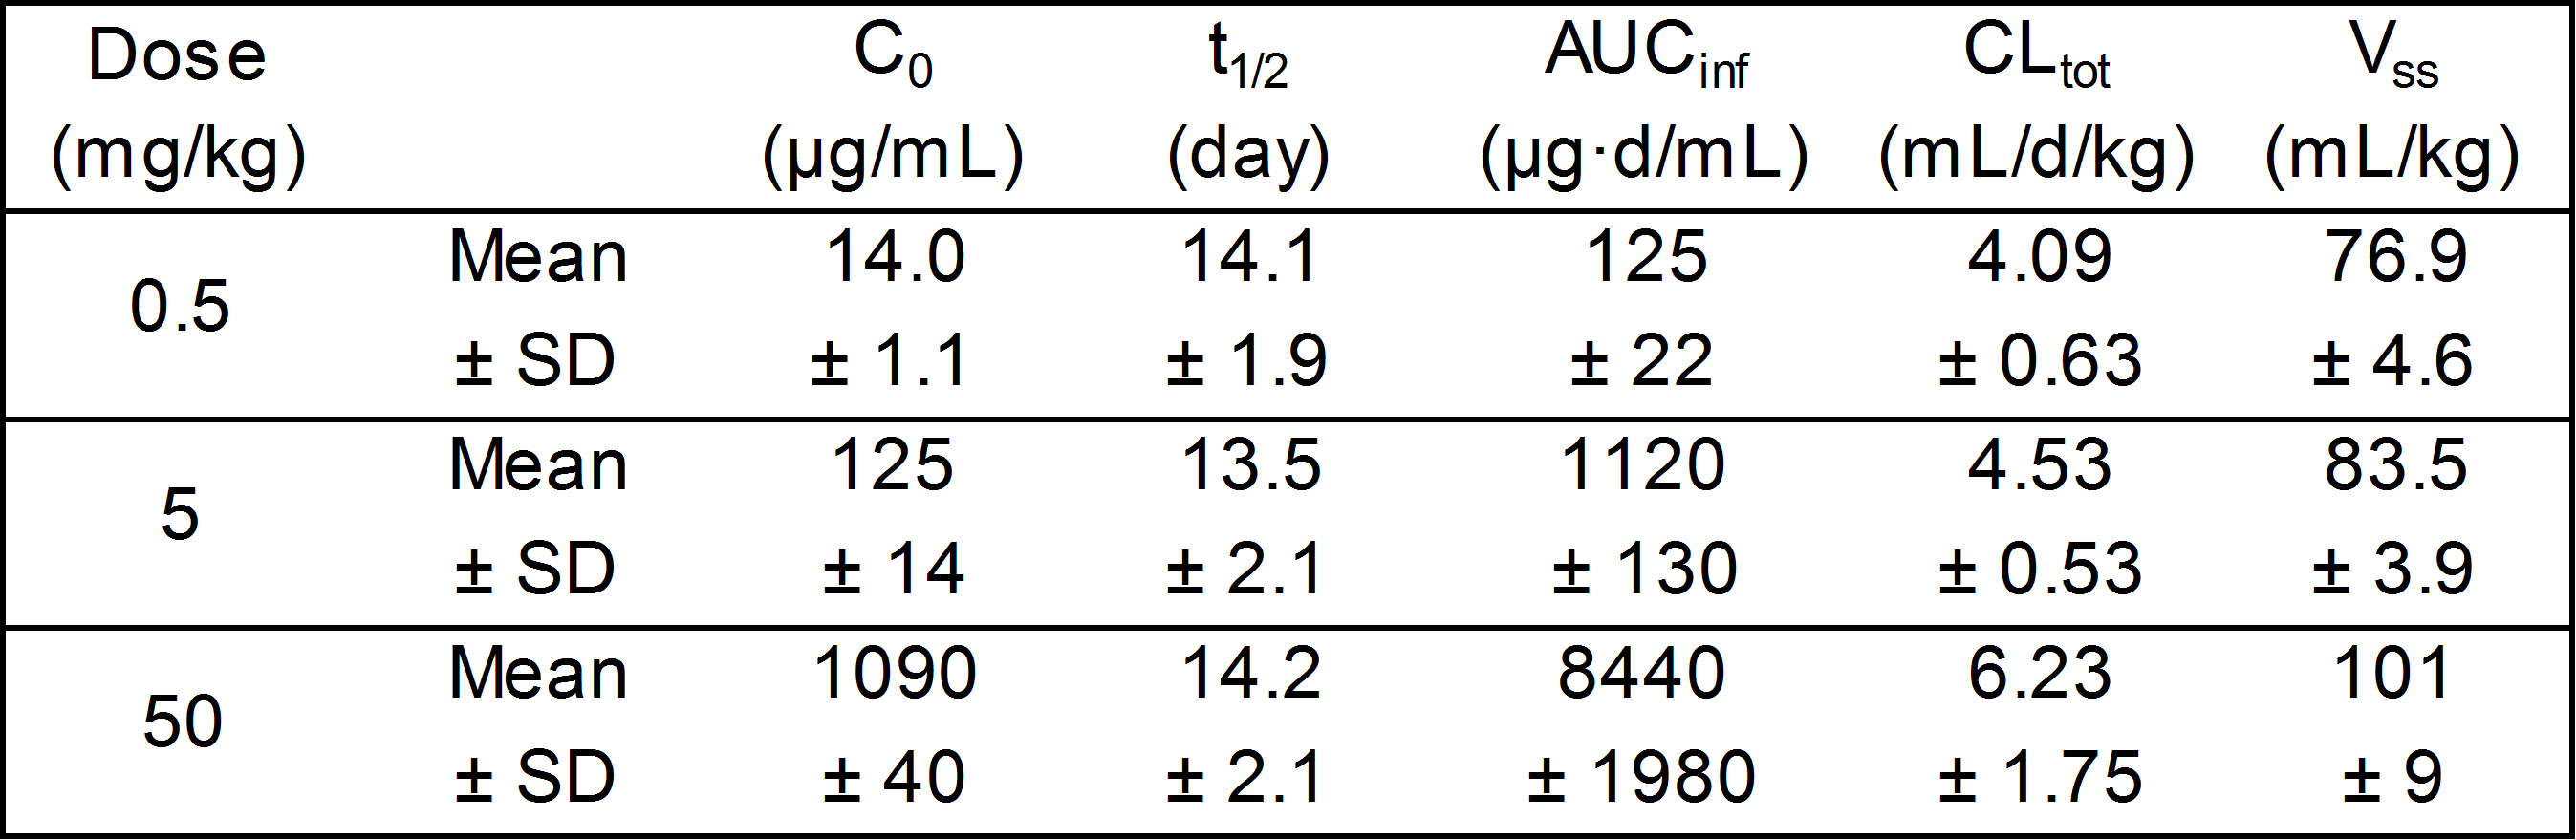 Dose C₀ t₁/₂ AUCinf CLtot Vss
(mg/kg) (µg/mL) (day) (µg·d/mL) (mL/d/kg) (mL/kg)
0.5 Mean 14.0 14.1 125 4.09 76.9
± SD ± 1.1 ± 1.9 ± 22 ± 0.63 ± 4.6
5 Mean 125 13.5 1120 4.53 83.5
± SD ± 14 ± 2.1 ± 130 ± 0.53 ± 3.9
50 Mean 1090 14.2 8440 6.23 101
± SD ± 40 ± 2.1 ± 1980 ± 1.75 ± 9